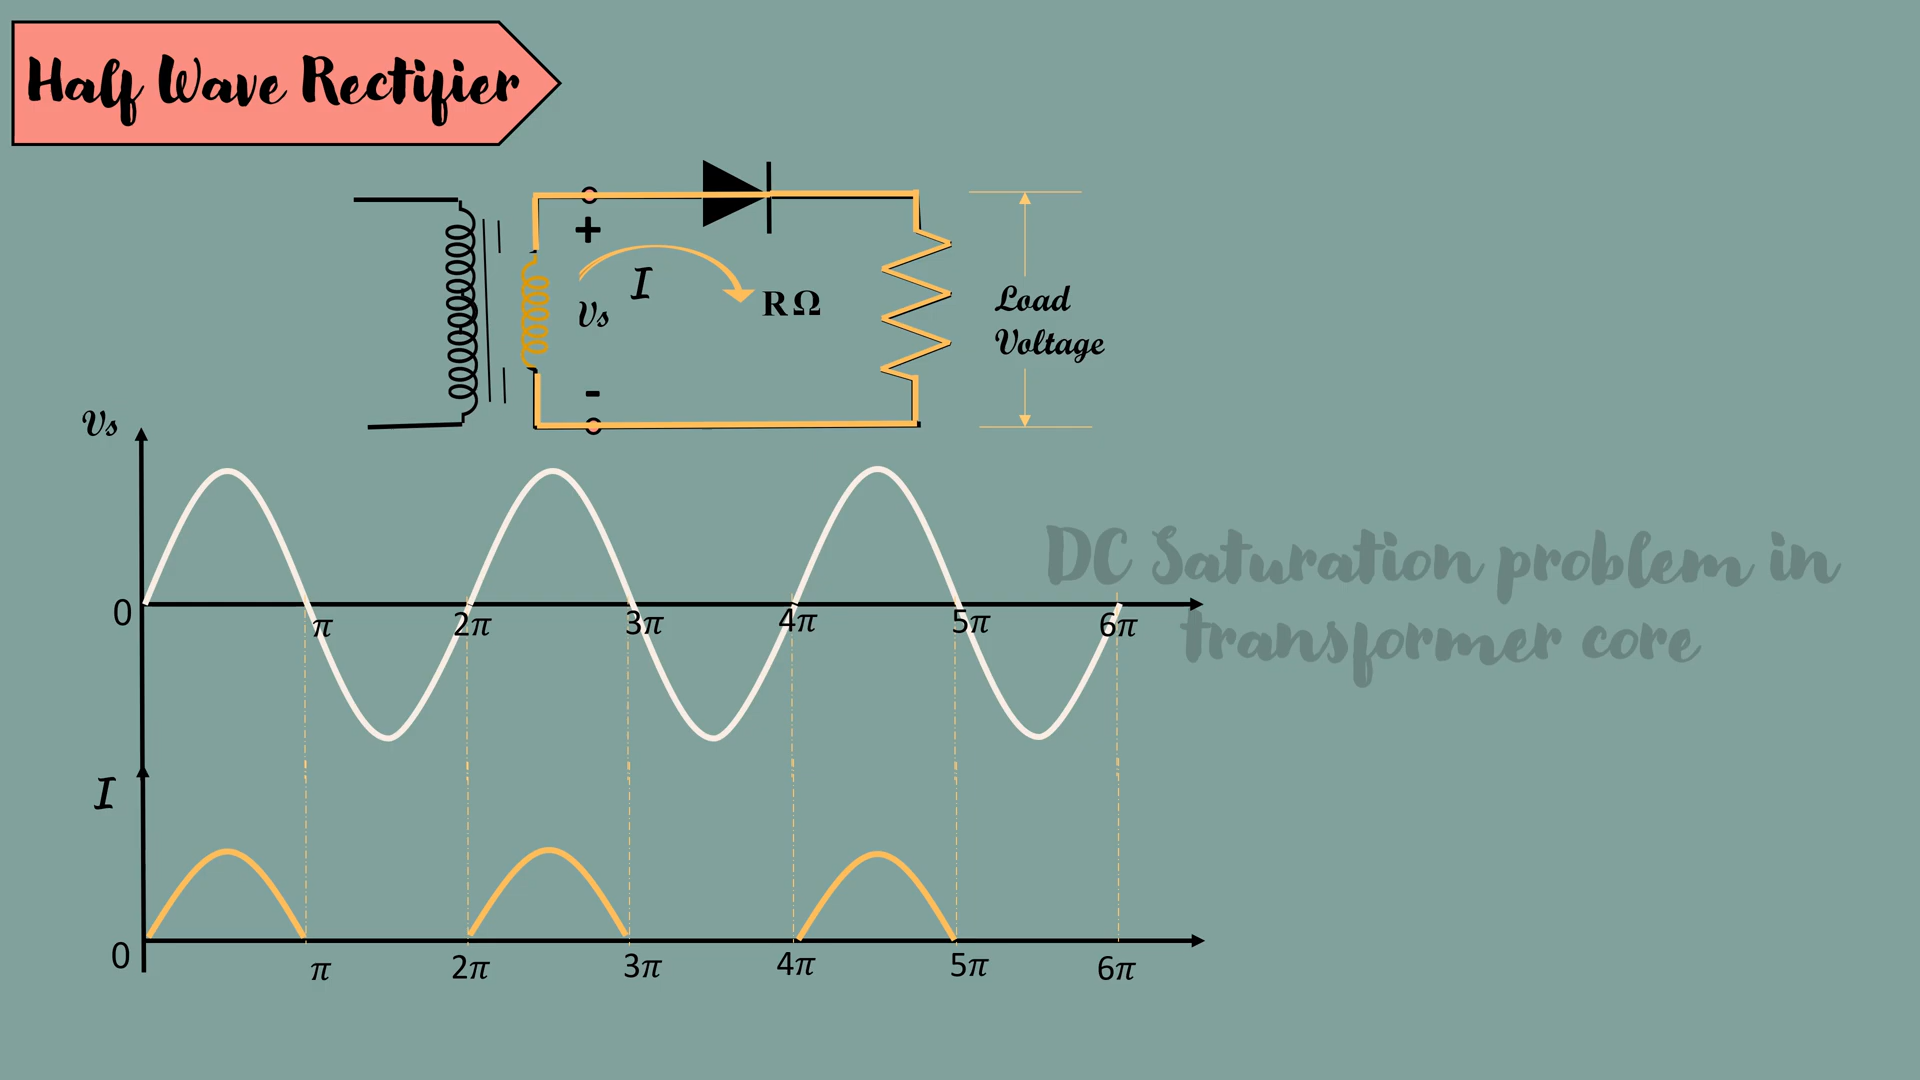 Half Wave Rectifier
+
I
Vs
RΩ
Load
Voltage
-
Vs
DC Saturation problem in
transformer core
0
π 2π 3π 4π 5π 6π
I
0
π 2π 3π 4π 5π 6π